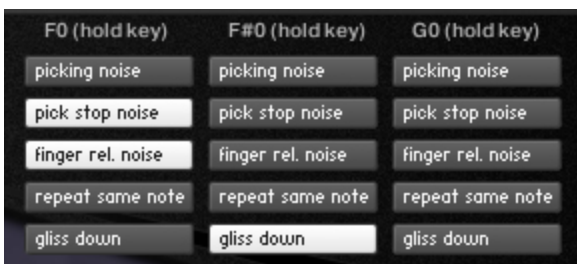 F0 (hold key) F#0 (hold key) G0 (hold key)
picking noise picking noise picking noise
pick stop noise pick stop noise pick stop noise
finger rel. noise finger rel. noise finger rel. noise
repeat same note repeat same note repeat same note
gliss down gliss down gliss down